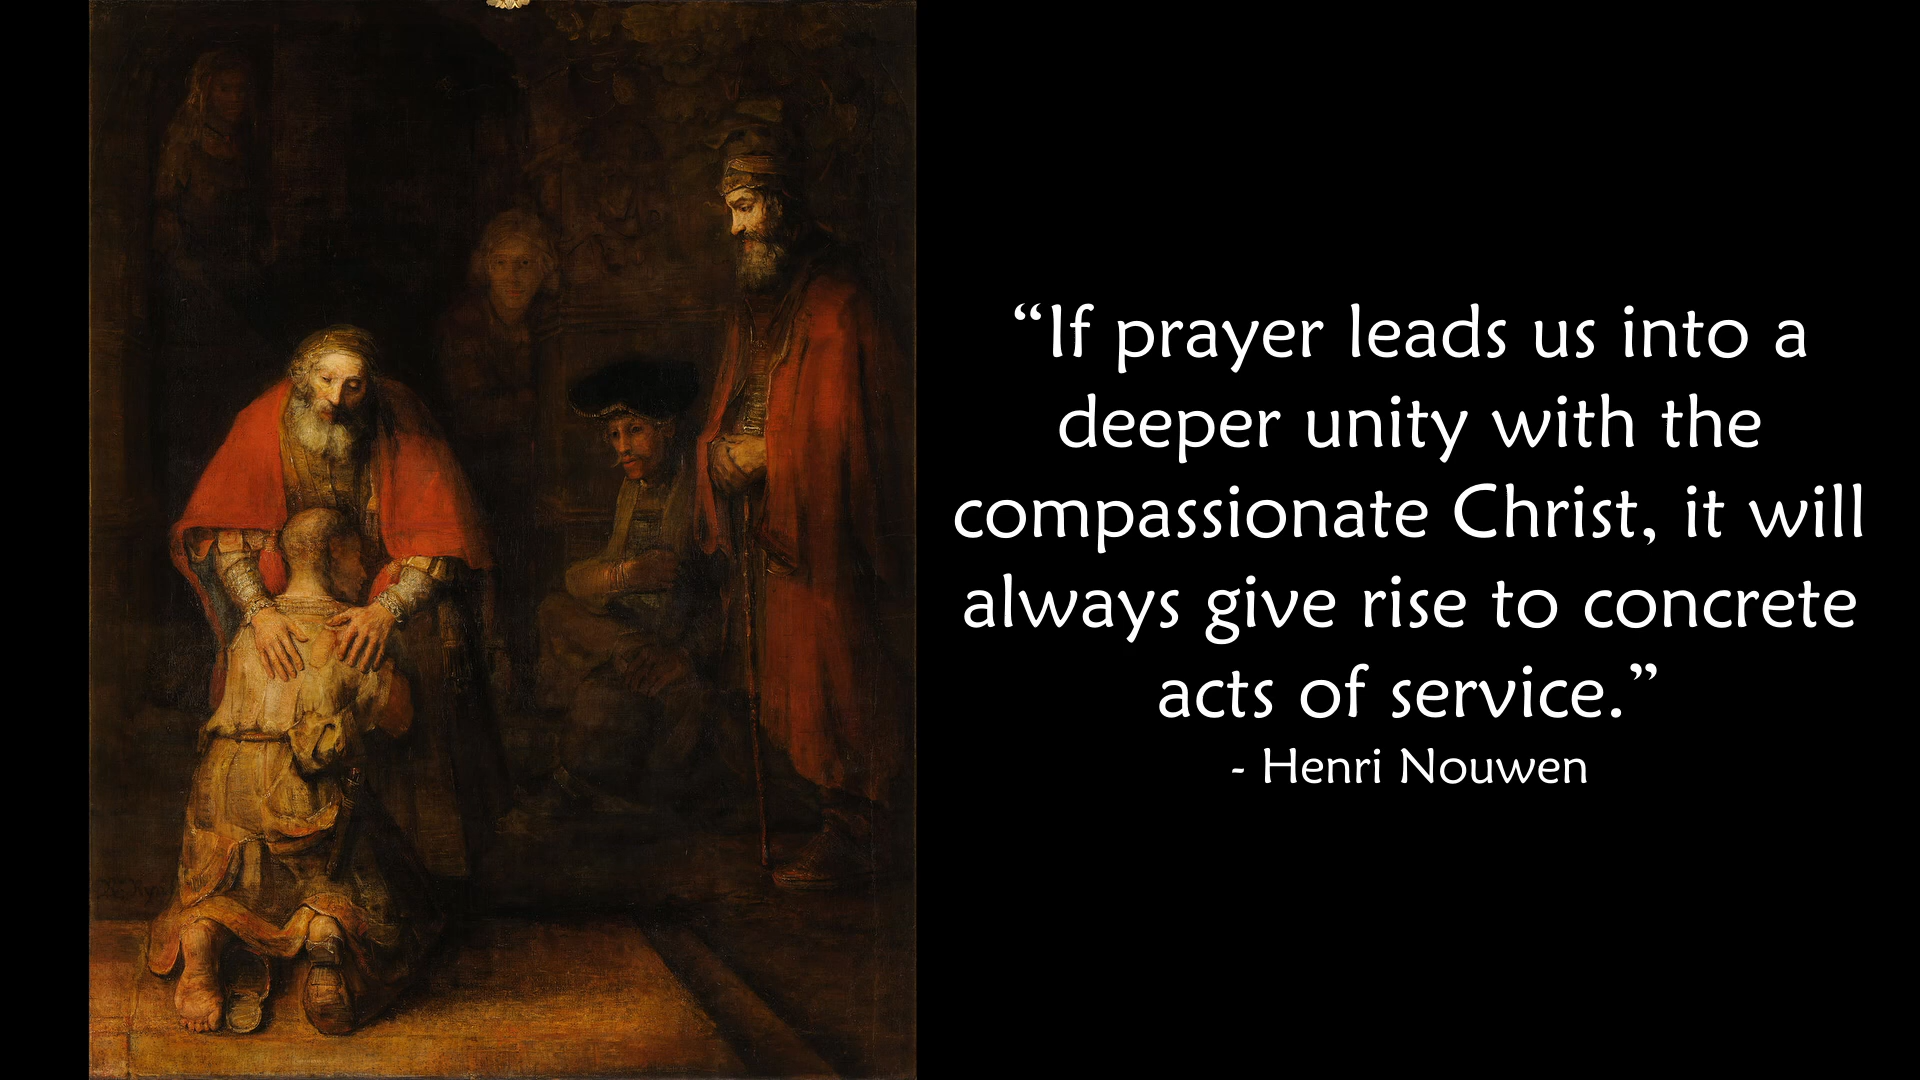 “If prayer leads us into a
deeper unity with the
compassionate Christ, it will
always give rise to concrete
acts of service.”
- Henri Nouwen